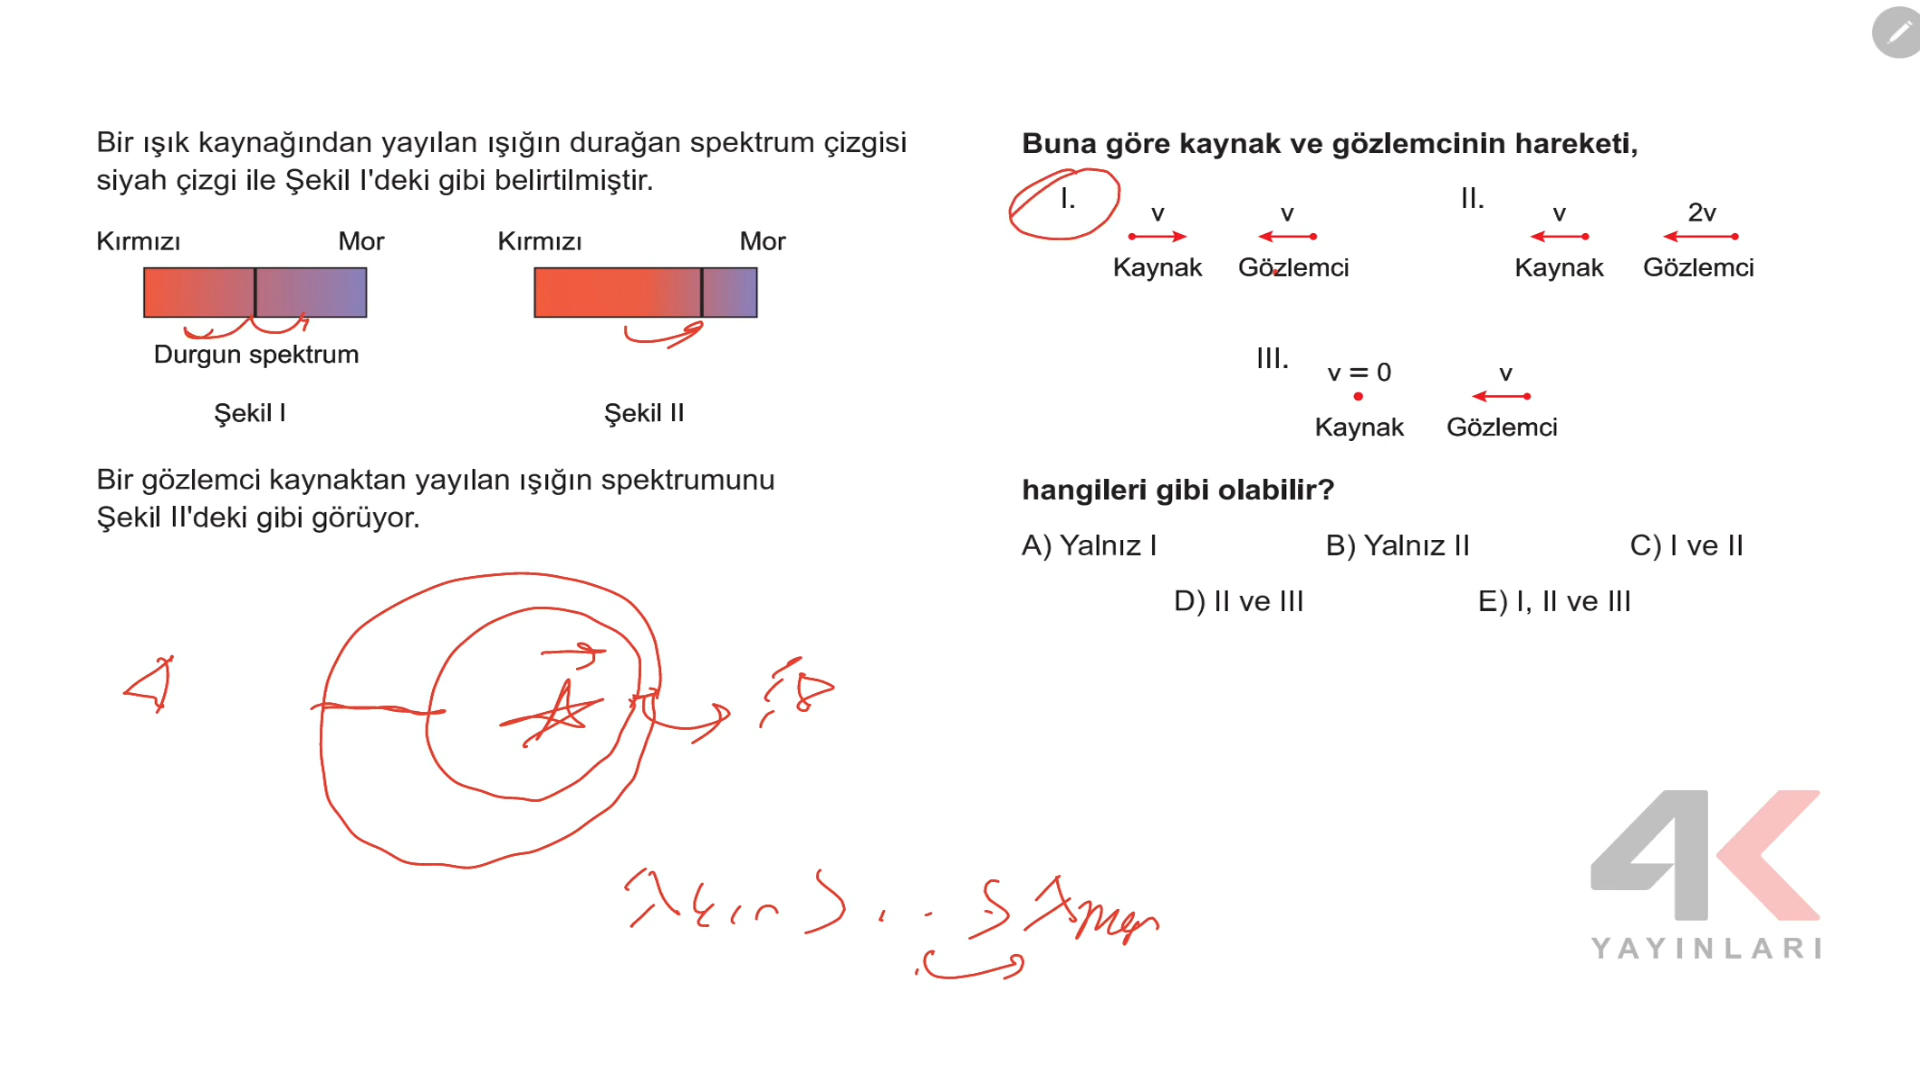 Bir ışık kaynağından yayılan ışığın durağan spektrum çizgisi
siyah çizgi ile Şekil I'deki gibi belirtilmiştir.
Kırmızı Mor
Kırmızı Mor
Durgun spektrum
Şekil I
Şekil II
Bir gözlemci kaynaktan yayılan ışığın spektrumunu
Şekil II'deki gibi görüyor.
Buna göre kaynak ve gözlemcinin hareketi,
I.
v v
Kaynak Gözlemci
II.
v 2v
Kaynak Gözlemci
III.
v = 0 v
Kaynak Gözlemci
hangileri gibi olabilir?
A) Yalnız I B) Yalnız II C) I ve II
D) II ve III E) I, II ve III
4K
YAYINLARI